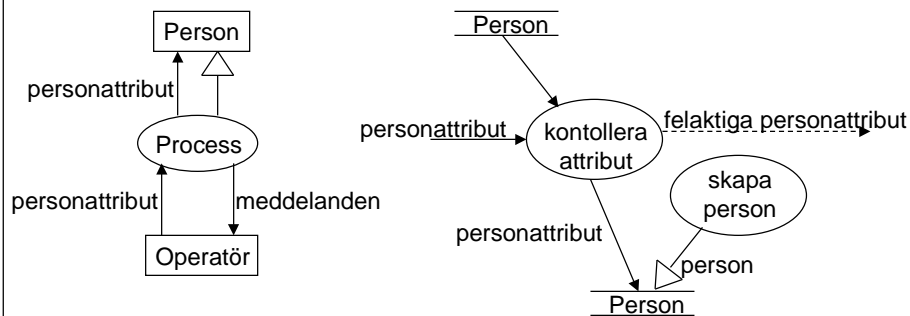 Person
personattribut
Process
personattribut
meddelanden
Operatör
Person
personattribut
kontollera
attribut
felaktiga personattribut
skapa
person
personattribut
person
Person